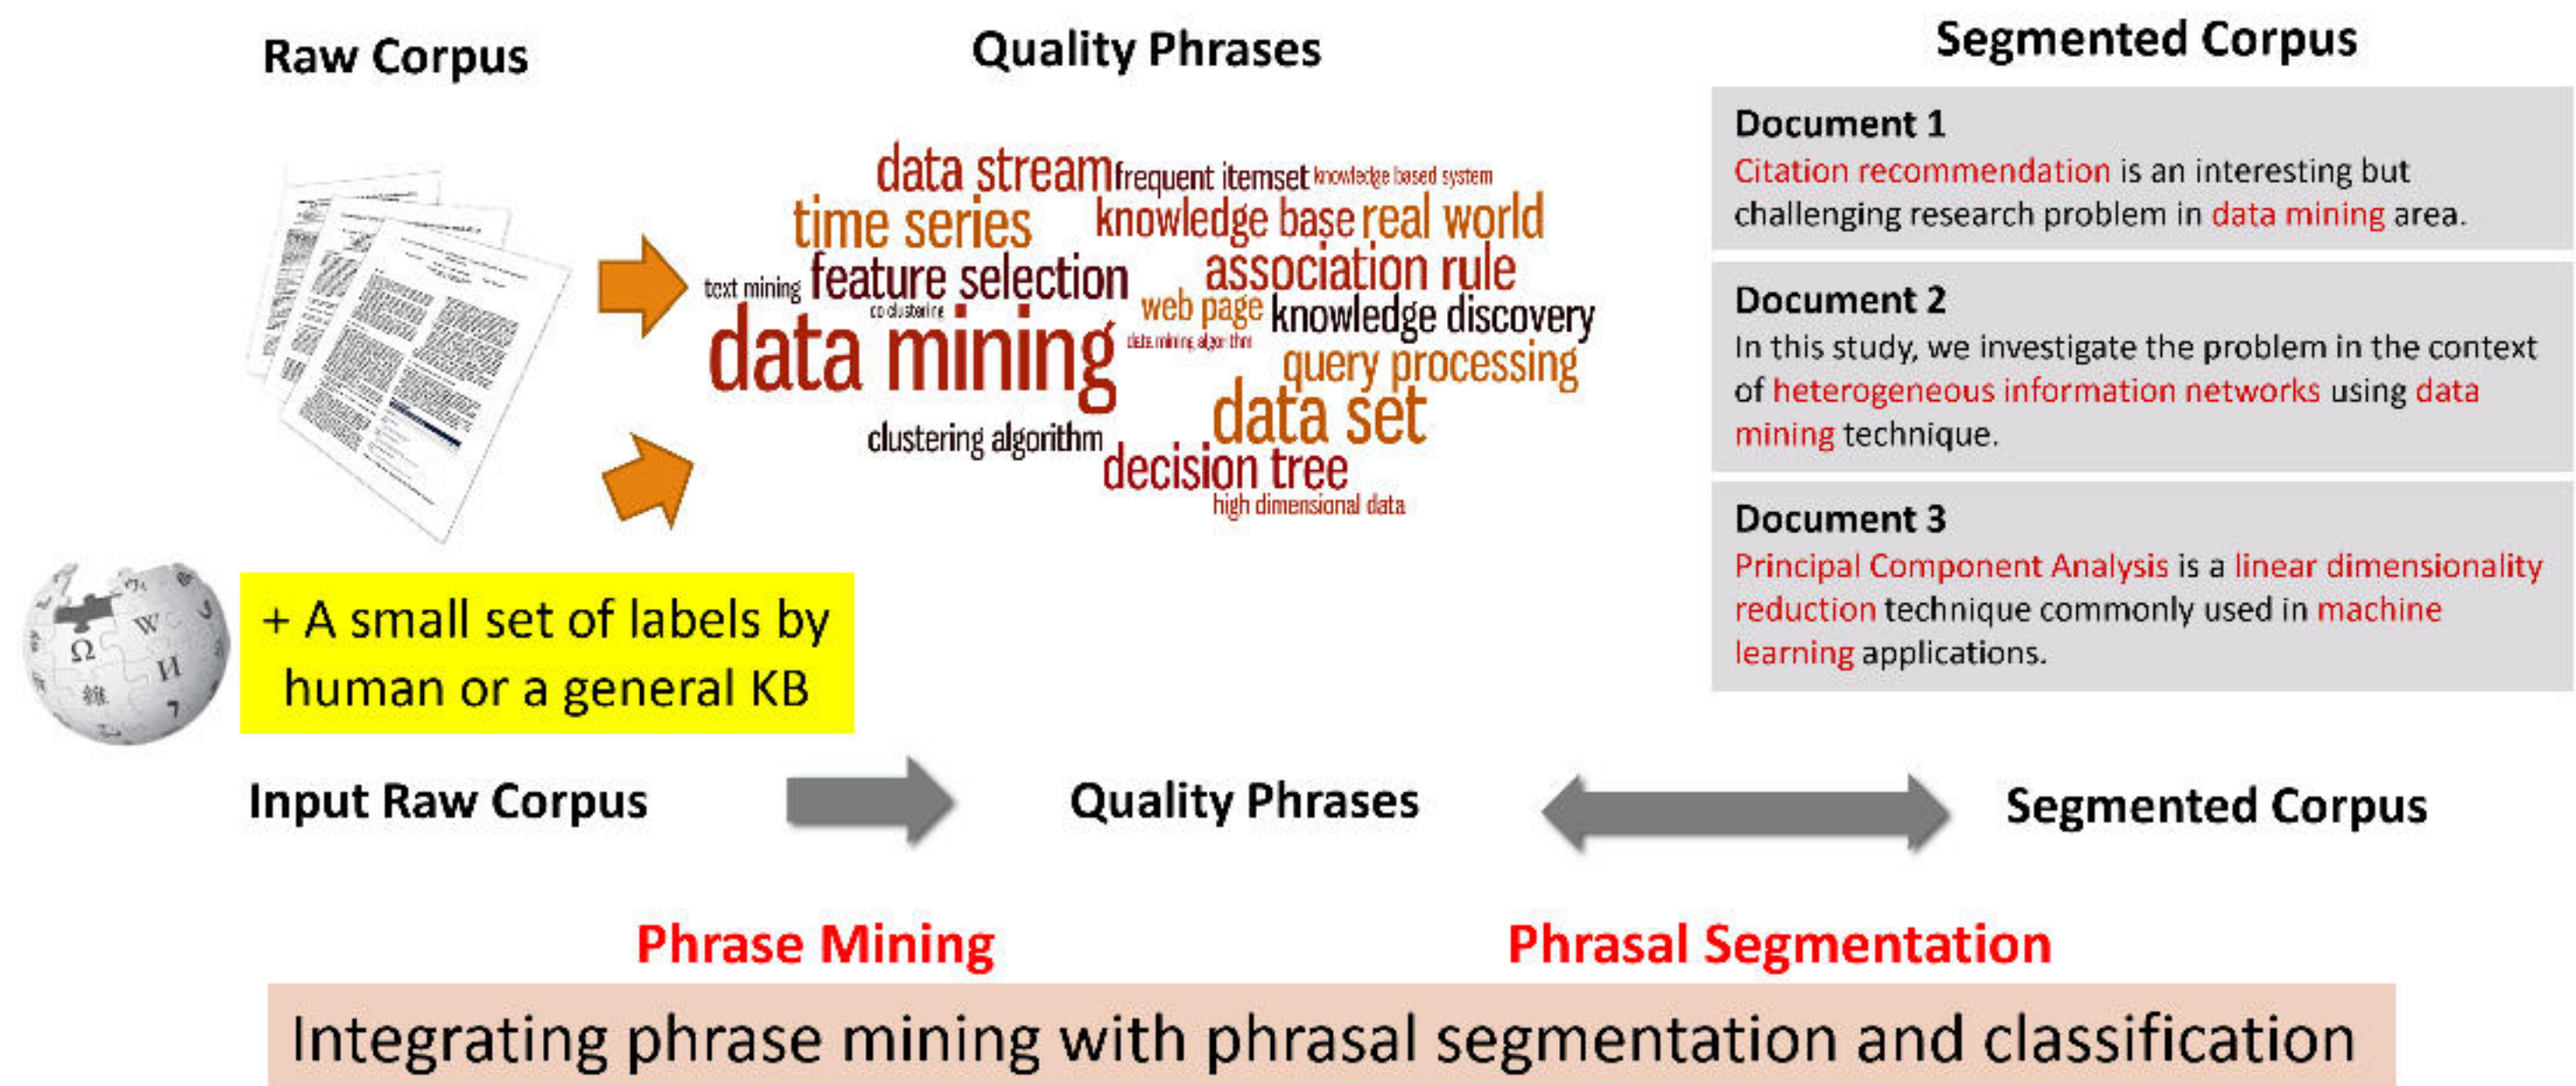 Raw Corpus
Quality Phrases
Segmented Corpus
data stream
frequent itemset
knowledge based system
time series
knowledge base
real world
text mining
feature selection
association rule
co clustering
web page
knowledge discovery
data mining
data mining algorithm
query processing
data set
clustering algorithm
decision tree
high dimensional data
Document 1
Citation recommendation is an interesting but
challenging research problem in data mining area.
Document 2
In this study, we investigate the problem in the context
of heterogeneous information networks using data
mining technique.
Document 3
Principal Component Analysis is a linear dimensionality
reduction technique commonly used in machine
learning applications.
W
Ω
И
維
+ A small set of labels by
human or a general KB
Input Raw Corpus
Quality Phrases
Segmented Corpus
Phrase Mining
Phrasal Segmentation
Integrating phrase mining with phrasal segmentation and classification